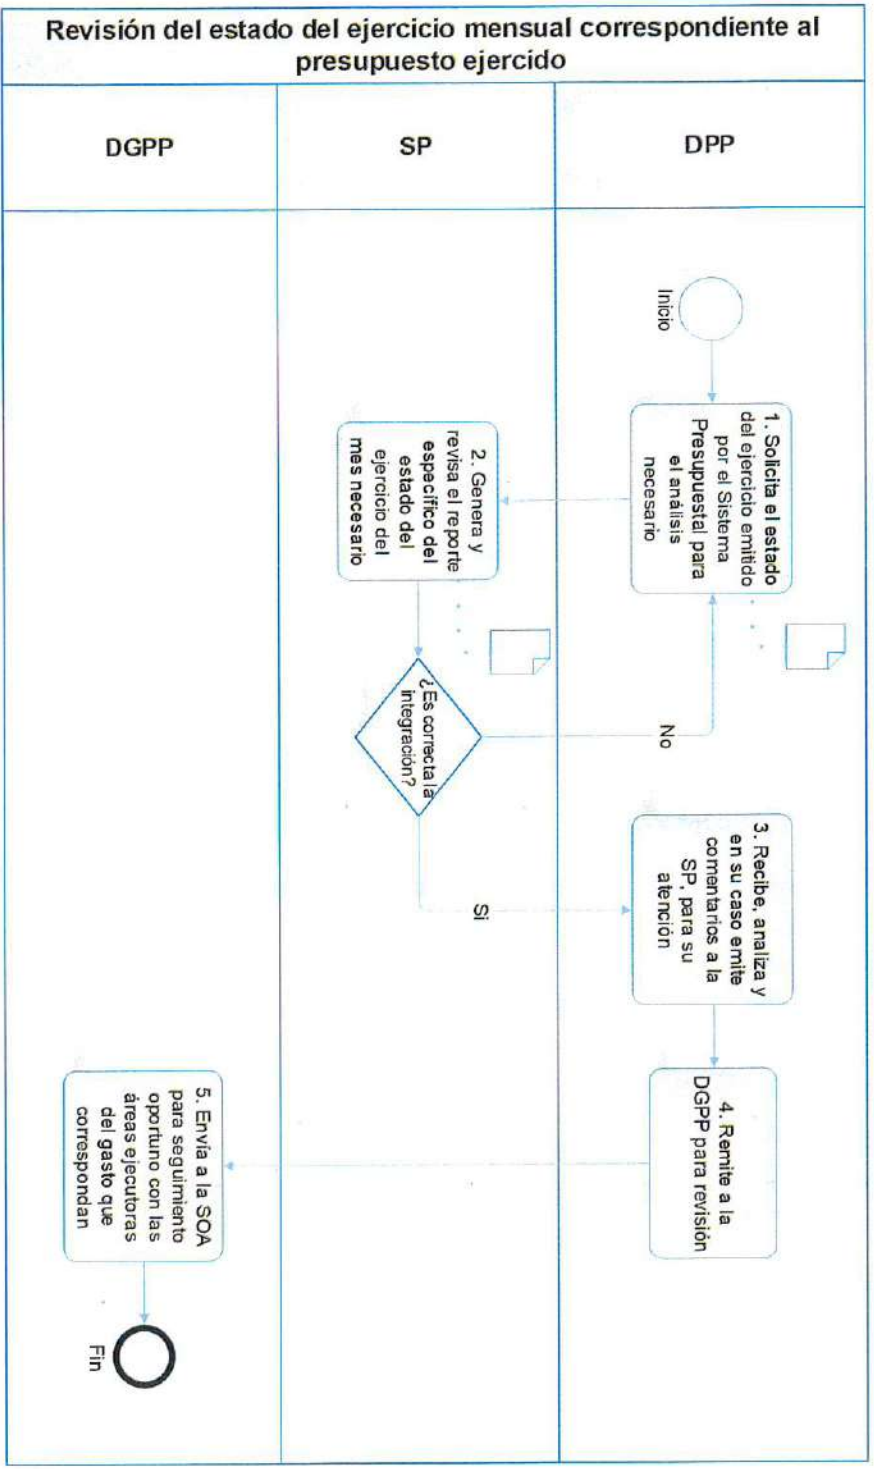 Revisión del estado del ejercicio mensual correspondiente al
presupuesto ejercido
DGPP
SP
DPP
Inicio
1. Solicita el estado
del ejercicio emitido
por el Sistema
Presupuestal para
el análisis
necesario
2. Genera y
revisa el reporte
específico del
estado del
ejercicio del
mes necesario
¿Es correcta la
integración?
No
Si
3. Recibe, analiza y
en su caso emite
comentarios a la
SP, para su
atención
4. Remite a la
DGPP para revisión
5. Envía a la SOA
para seguimiento
oportuno con las
áreas ejecutoras
del gasto que
correspondan
Fin